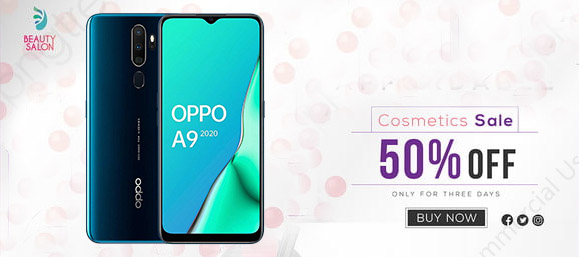 BEAUTY
SALON
OPPO
A9 2020
oppo
Cosmetics Sale
50% OFF
ONLY FOR THREE DAYS
BUY NOW